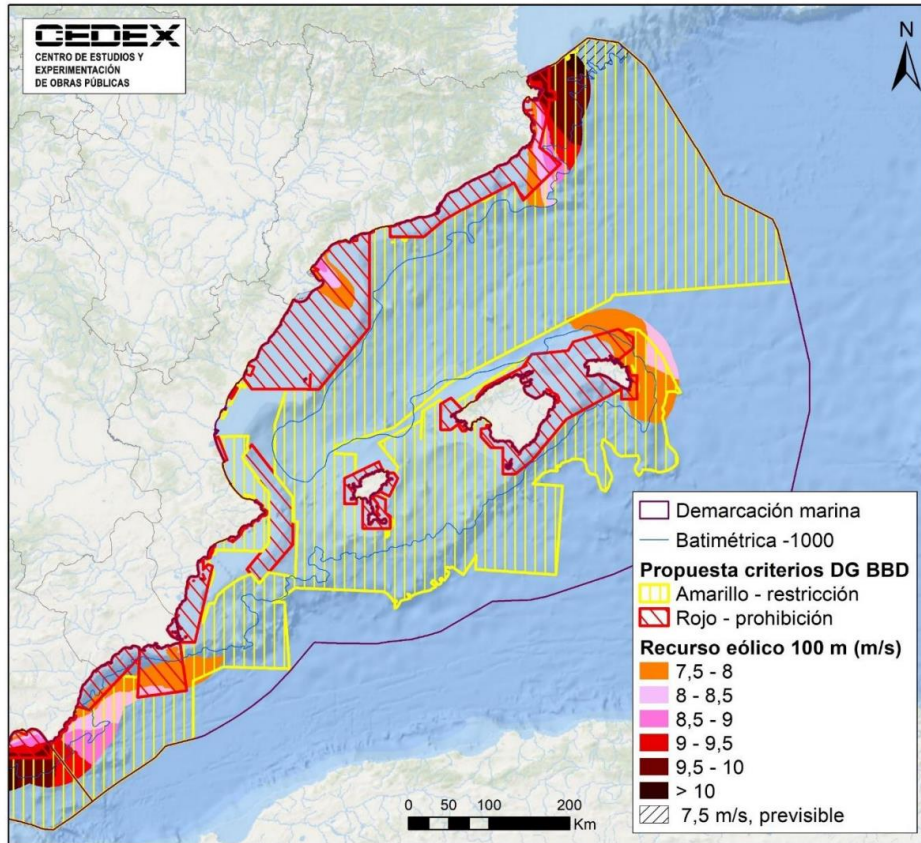 CEDEX
CENTRO DE ESTUDIOS Y
EXPERIMENTACIÓN
DE OBRAS PÚBLICAS
N
Demarcación marina
Batimétrica -1000
Propuesta criterios DG BBD
Amarillo - restricción
Rojo - prohibición
Recurso eólico 100 m (m/s)
7,5 - 8
8 - 8,5
8,5 - 9
9 - 9,5
9,5 - 10
> 10
7,5 m/s, previsible
0 50 100 200
Km